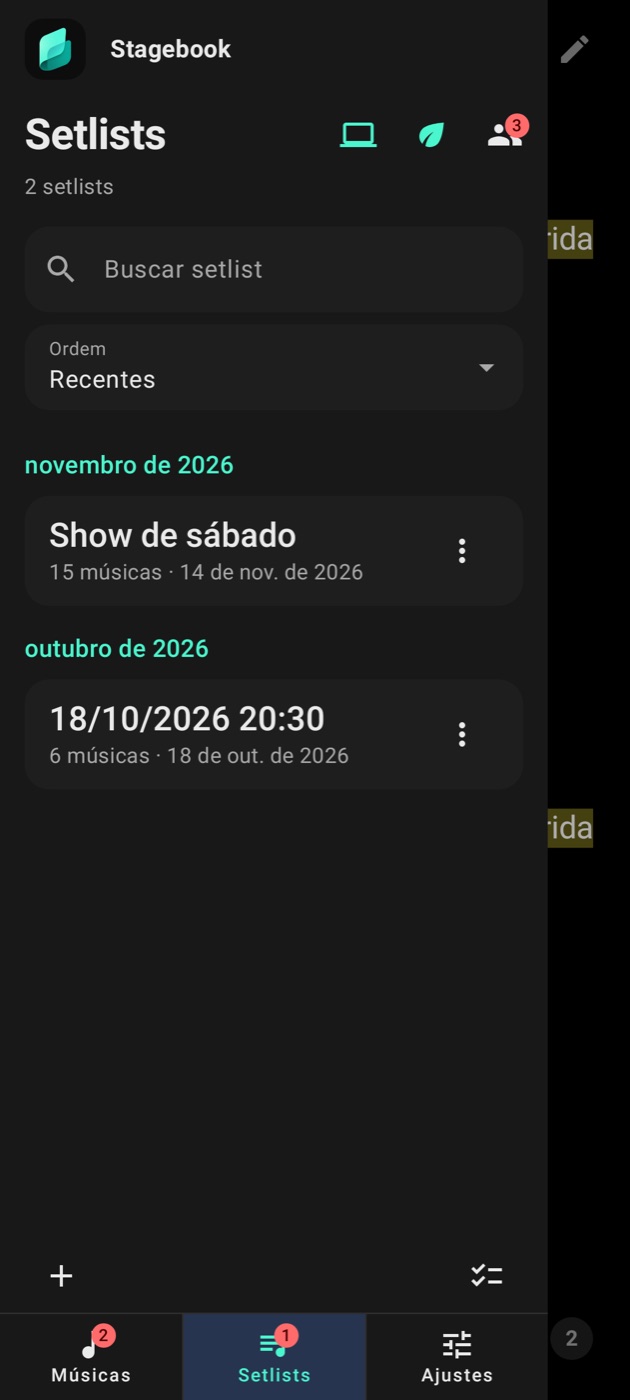 Stagebook
Setlists
3
2 setlists
Buscar setlist
Ordem
Recentes
novembro de 2026
Show de sábado
15 músicas · 14 de nov. de 2026
outubro de 2026
18/10/2026 20:30
6 músicas · 18 de out. de 2026
rida
rida
2
Músicas
1
Setlists
Ajustes
2